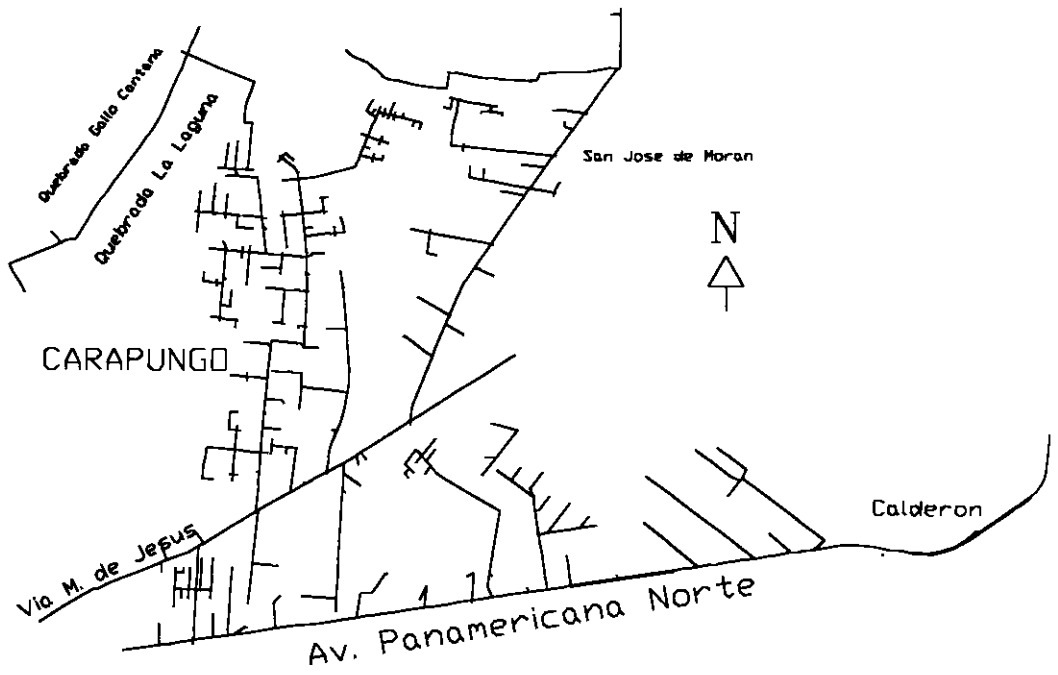 Quebrada Gallo Cantana
Quebrada La Laguna
San Jose de Moran
N
CARAPUNGO
Calderon
Via M. de Jesus
Av. Panamericana Norte